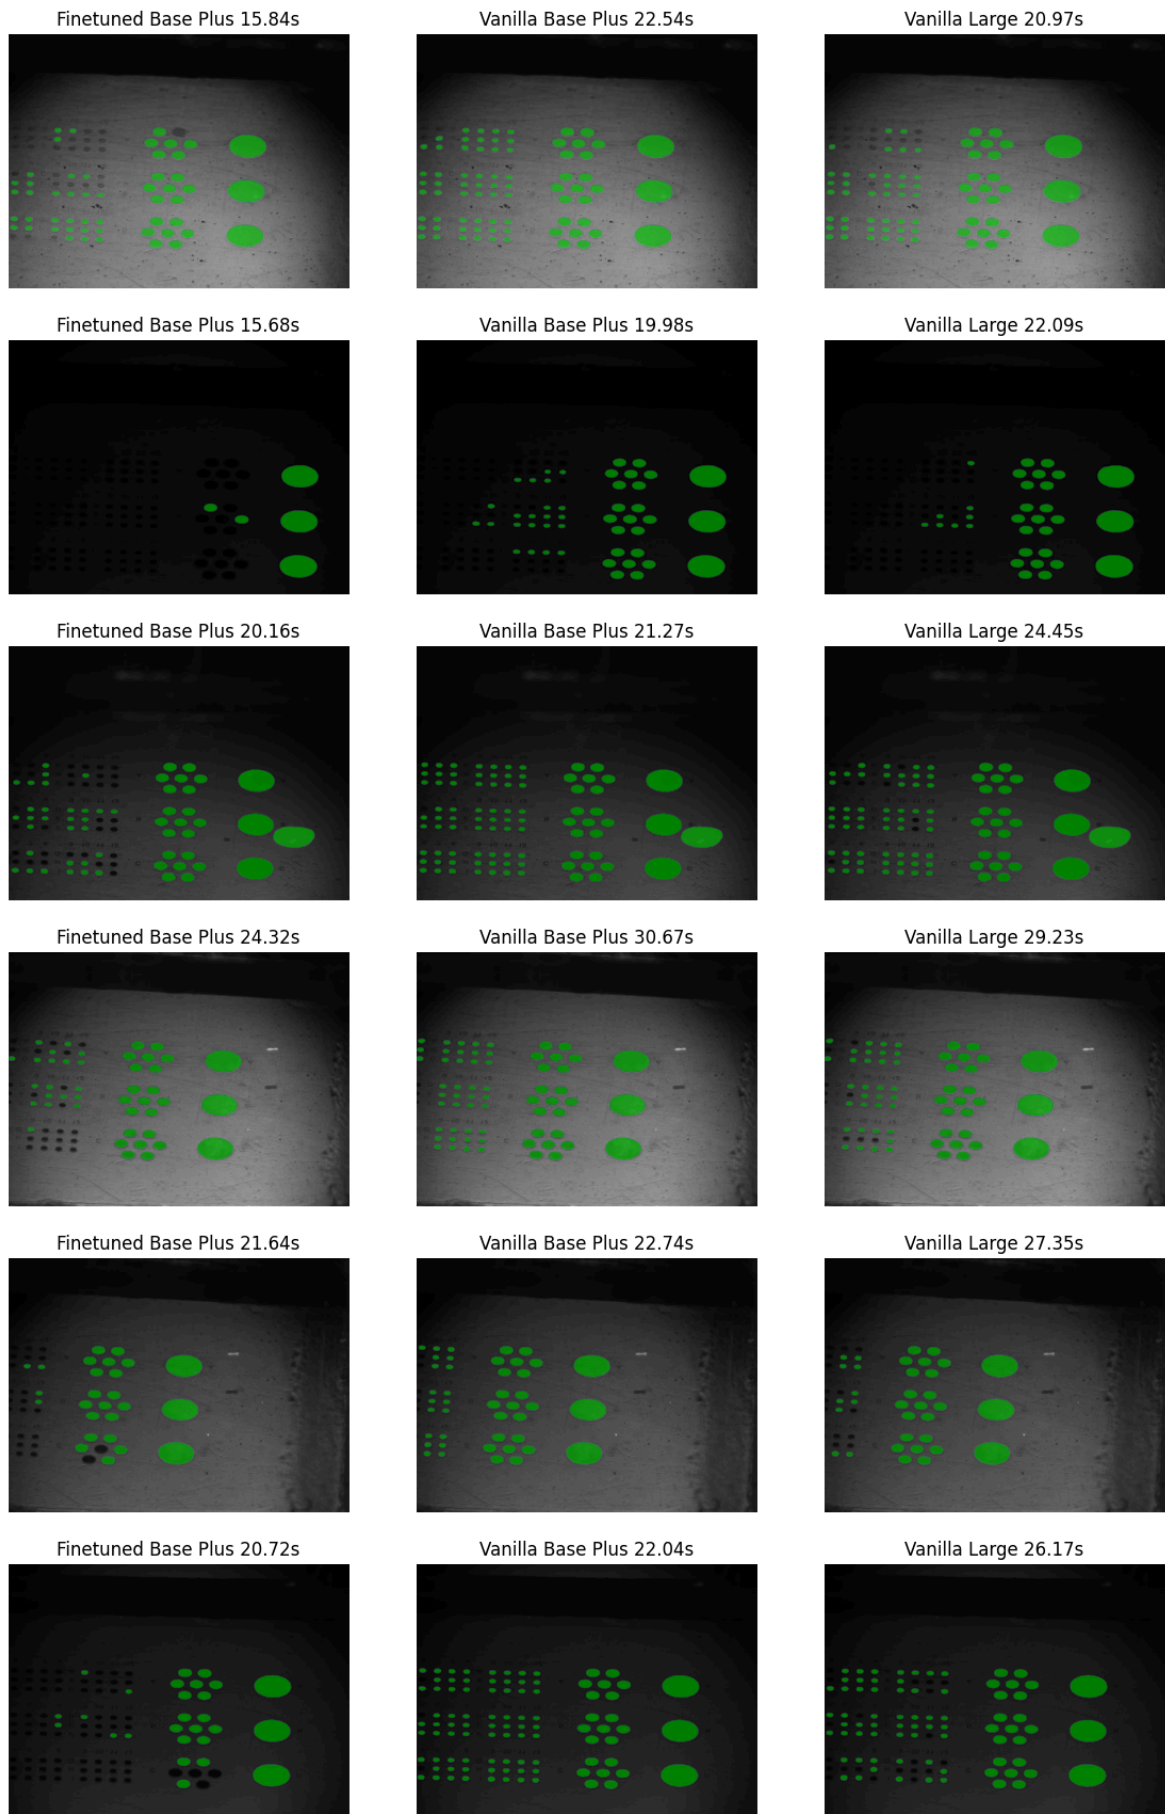 Finetuned Base Plus 15.84s
Vanilla Base Plus 22.54s
Vanilla Large 20.97s
Finetuned Base Plus 15.68s
Vanilla Base Plus 19.98s
Vanilla Large 22.09s
Finetuned Base Plus 20.16s
Vanilla Base Plus 21.27s
Vanilla Large 24.45s
Finetuned Base Plus 24.32s
Vanilla Base Plus 30.67s
Vanilla Large 29.23s
Finetuned Base Plus 21.64s
Vanilla Base Plus 22.74s
Vanilla Large 27.35s
Finetuned Base Plus 20.72s
Vanilla Base Plus 22.04s
Vanilla Large 26.17s